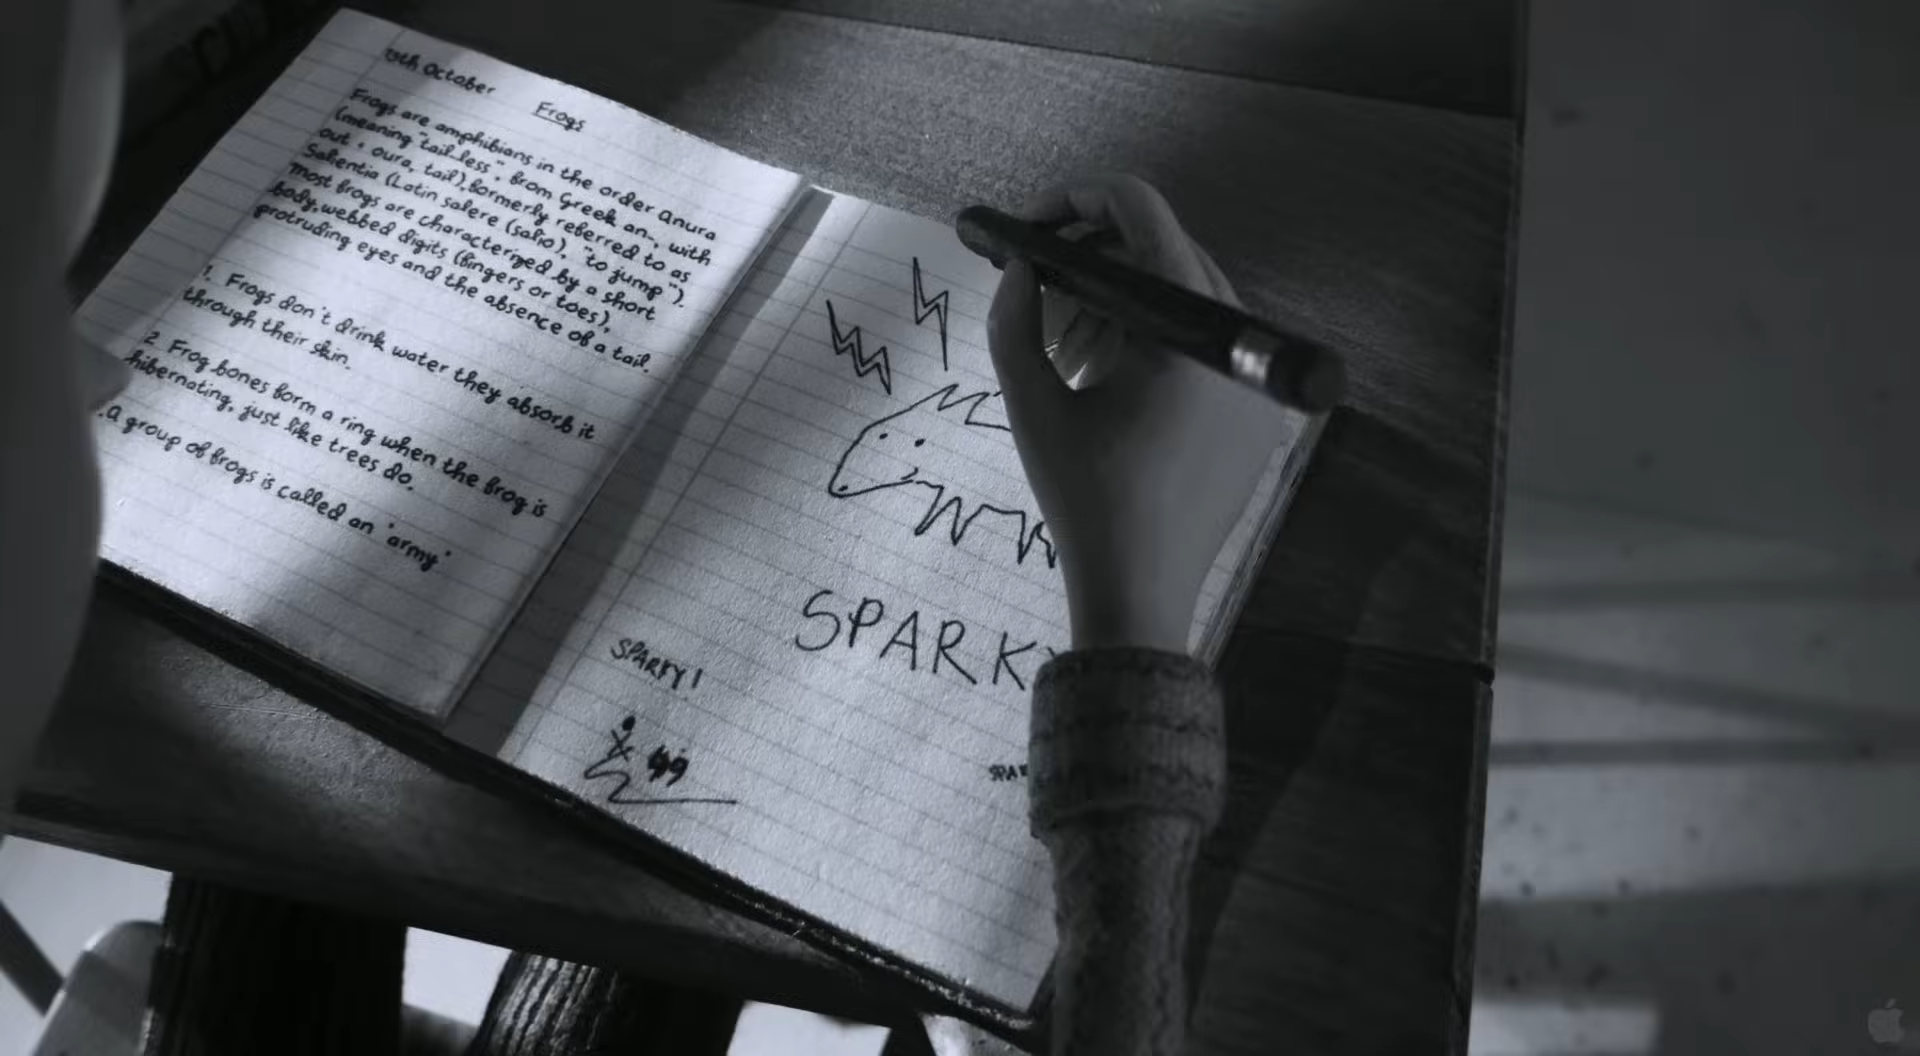 13th October
Frogs
Frogs are amphibians in the order Anura
(meaning "tail-less", from Greek an-, with
out + oura, tail), formerly referred to as
Salientia (Latin salere (salio), "to jump").
most frogs are characterized by a short
body, webbed digits (fingers or toes),
protruding eyes and the absence of a tail.
1. Frogs don't drink water they absorb it
through their skin.
2 Frog bones form a ring when the frog is
hibernating, just like trees do.
. A group of frogs is called an "army"
SPARK
SPARKY!
SPAR